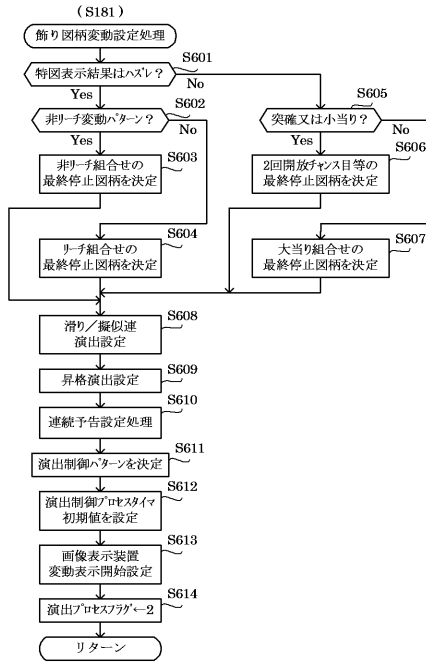 (S181)
飾り図柄変動設定処理
S601
特図表示結果はハズレ?
No
Yes
S602
非リーチ変動パターン?
No
Yes
S603
非リーチ組合せの
最終停止図柄を決定
S604
リーチ組合せの
最終停止図柄を決定
S605
突確又は小当り?
No
Yes
S606
2回開放チャンス目等の
最終停止図柄を決定
S607
大当り組合せの
最終停止図柄を決定
S608
滑り/擬似連
演出設定
S609
昇格演出設定
S610
連続予告設定処理
S611
演出制御パターンを決定
S612
演出制御プロセスタイマ
初期値を設定
S613
画像表示装置
変動表示開始設定
S614
演出プロセスフラグ←2
リターン